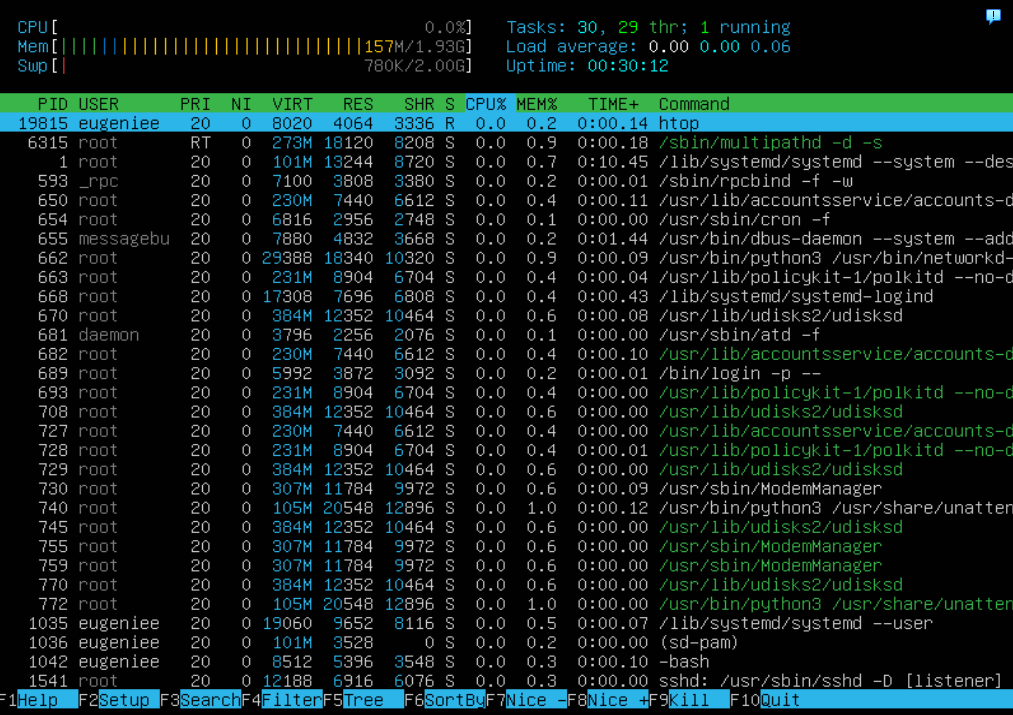 CPU[ 0.0%] Tasks: 30, 29 thr; 1 running
Mem[||||||||||||||||||||||||||||||157M/1.93G] Load average: 0.00 0.00 0.06
Swp[| 780K/2.00G] Uptime: 00:30:12
PID USER PRI NI VIRT RES SHR S CPU% MEM% TIME+ Command
19815 eugeniee 20 0 8020 4064 3336 R 0.0 0.2 0:00.14 htop
6315 root RT 0 273M 18120 8208 S 0.0 0.9 0:00.18 /sbin/multipathd -d -s
1 root 20 0 101M 13244 8720 S 0.0 0.7 0:10.45 /lib/systemd/systemd --system --des
593 _rpc 20 0 7100 3808 3380 S 0.0 0.2 0:00.01 /sbin/rpcbind -f -w
650 root 20 0 230M 7440 6612 S 0.0 0.4 0:00.11 /usr/lib/accountsservice/accounts-d
654 root 20 0 6816 2956 2748 S 0.0 0.1 0:00.00 /usr/sbin/cron -f
655 messagebu 20 0 7880 4832 3668 S 0.0 0.2 0:01.44 /usr/bin/dbus-daemon --system --add
662 root 20 0 29388 18340 10320 S 0.0 0.9 0:00.09 /usr/bin/python3 /usr/bin/networkd-
663 root 20 0 231M 8904 6704 S 0.0 0.4 0:00.04 /usr/lib/policykit-1/polkitd --no-d
668 root 20 0 17308 7696 6808 S 0.0 0.4 0:00.43 /lib/systemd/systemd-logind
670 root 20 0 384M 12352 10464 S 0.0 0.6 0:00.08 /usr/lib/udisks2/udisksd
681 daemon 20 0 3796 2256 2076 S 0.0 0.1 0:00.00 /usr/sbin/atd -f
682 root 20 0 230M 7440 6612 S 0.0 0.4 0:00.10 /usr/lib/accountsservice/accounts-d
689 root 20 0 5992 3872 3092 S 0.0 0.2 0:00.01 /bin/login -p --
693 root 20 0 231M 8904 6704 S 0.0 0.4 0:00.00 /usr/lib/policykit-1/polkitd --no-d
708 root 20 0 384M 12352 10464 S 0.0 0.6 0:00.00 /usr/lib/udisks2/udisksd
727 root 20 0 230M 7440 6612 S 0.0 0.4 0:00.00 /usr/lib/accountsservice/accounts-d
728 root 20 0 231M 8904 6704 S 0.0 0.4 0:00.01 /usr/lib/policykit-1/polkitd --no-d
729 root 20 0 384M 12352 10464 S 0.0 0.6 0:00.00 /usr/lib/udisks2/udisksd
730 root 20 0 307M 11784 9972 S 0.0 0.6 0:00.09 /usr/sbin/ModemManager
740 root 20 0 105M 20548 12896 S 0.0 1.0 0:00.12 /usr/bin/python3 /usr/share/unatten
745 root 20 0 384M 12352 10464 S 0.0 0.6 0:00.00 /usr/lib/udisks2/udisksd
755 root 20 0 307M 11784 9972 S 0.0 0.6 0:00.00 /usr/sbin/ModemManager
759 root 20 0 307M 11784 9972 S 0.0 0.6 0:00.00 /usr/sbin/ModemManager
770 root 20 0 384M 12352 10464 S 0.0 0.6 0:00.00 /usr/lib/udisks2/udisksd
772 root 20 0 105M 20548 12896 S 0.0 1.0 0:00.00 /usr/bin/python3 /usr/share/unatten
1035 eugeniee 20 0 19060 9652 8116 S 0.0 0.5 0:00.07 /lib/systemd/systemd --user
1036 eugeniee 20 0 101M 3528 0 S 0.0 0.2 0:00.00 (sd-pam)
1042 eugeniee 20 0 8512 5396 3548 S 0.0 0.3 0:00.10 -bash
1541 root 20 0 12188 6916 6076 S 0.0 0.3 0:00.00 sshd: /usr/sbin/sshd -D [listener]
F1Help F2Setup F3SearchF4FilterF5Tree F6SortByF7Nice -F8Nice +F9Kill F10Quit